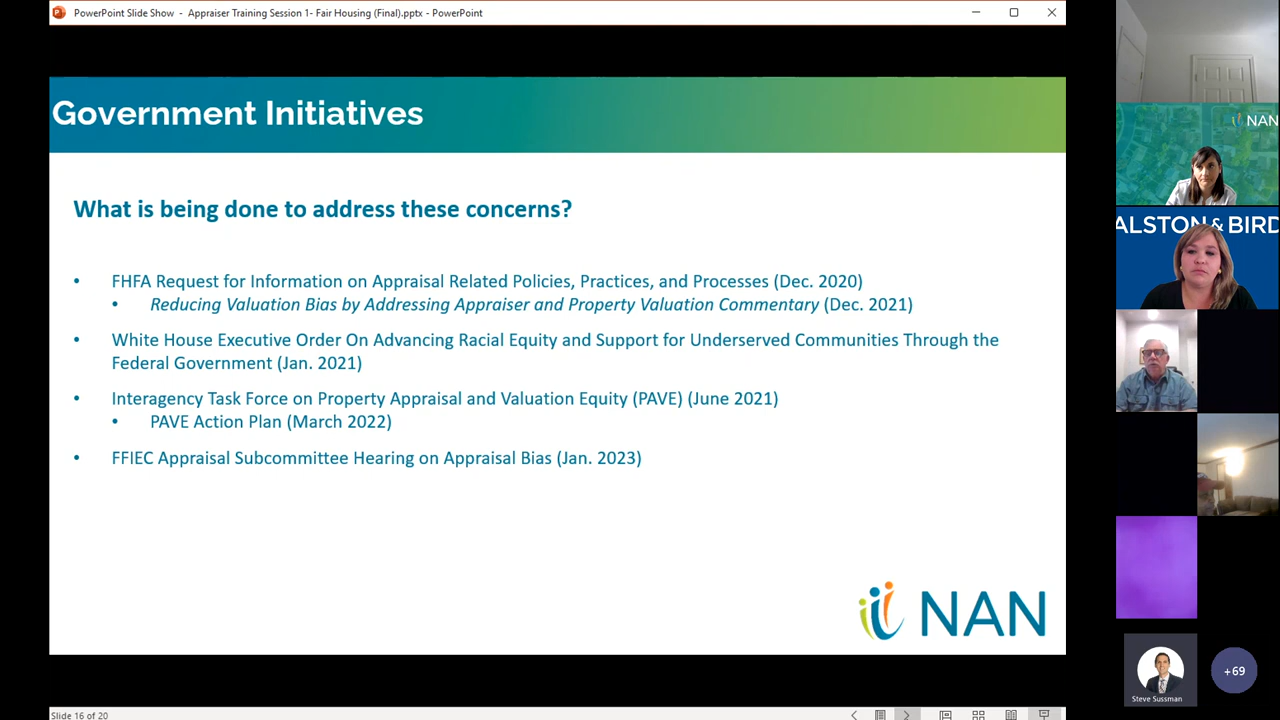 PowerPoint Slide Show - Appraiser Training Session 1- Fair Housing (Final).pptx - PowerPoint
Government Initiatives
What is being done to address these concerns?
• FHFA Request for Information on Appraisal Related Policies, Practices, and Processes (Dec. 2020)
• Reducing Valuation Bias by Addressing Appraiser and Property Valuation Commentary (Dec. 2021)
• White House Executive Order On Advancing Racial Equity and Support for Underserved Communities Through the
Federal Government (Jan. 2021)
• Interagency Task Force on Property Appraisal and Valuation Equity (PAVE) (June 2021)
• PAVE Action Plan (March 2022)
• FFIEC Appraisal Subcommittee Hearing on Appraisal Bias (Jan. 2023)
NAN
Slide 16 of 20
NAN
ALSTON & BIRD
Steve Sussman
+69